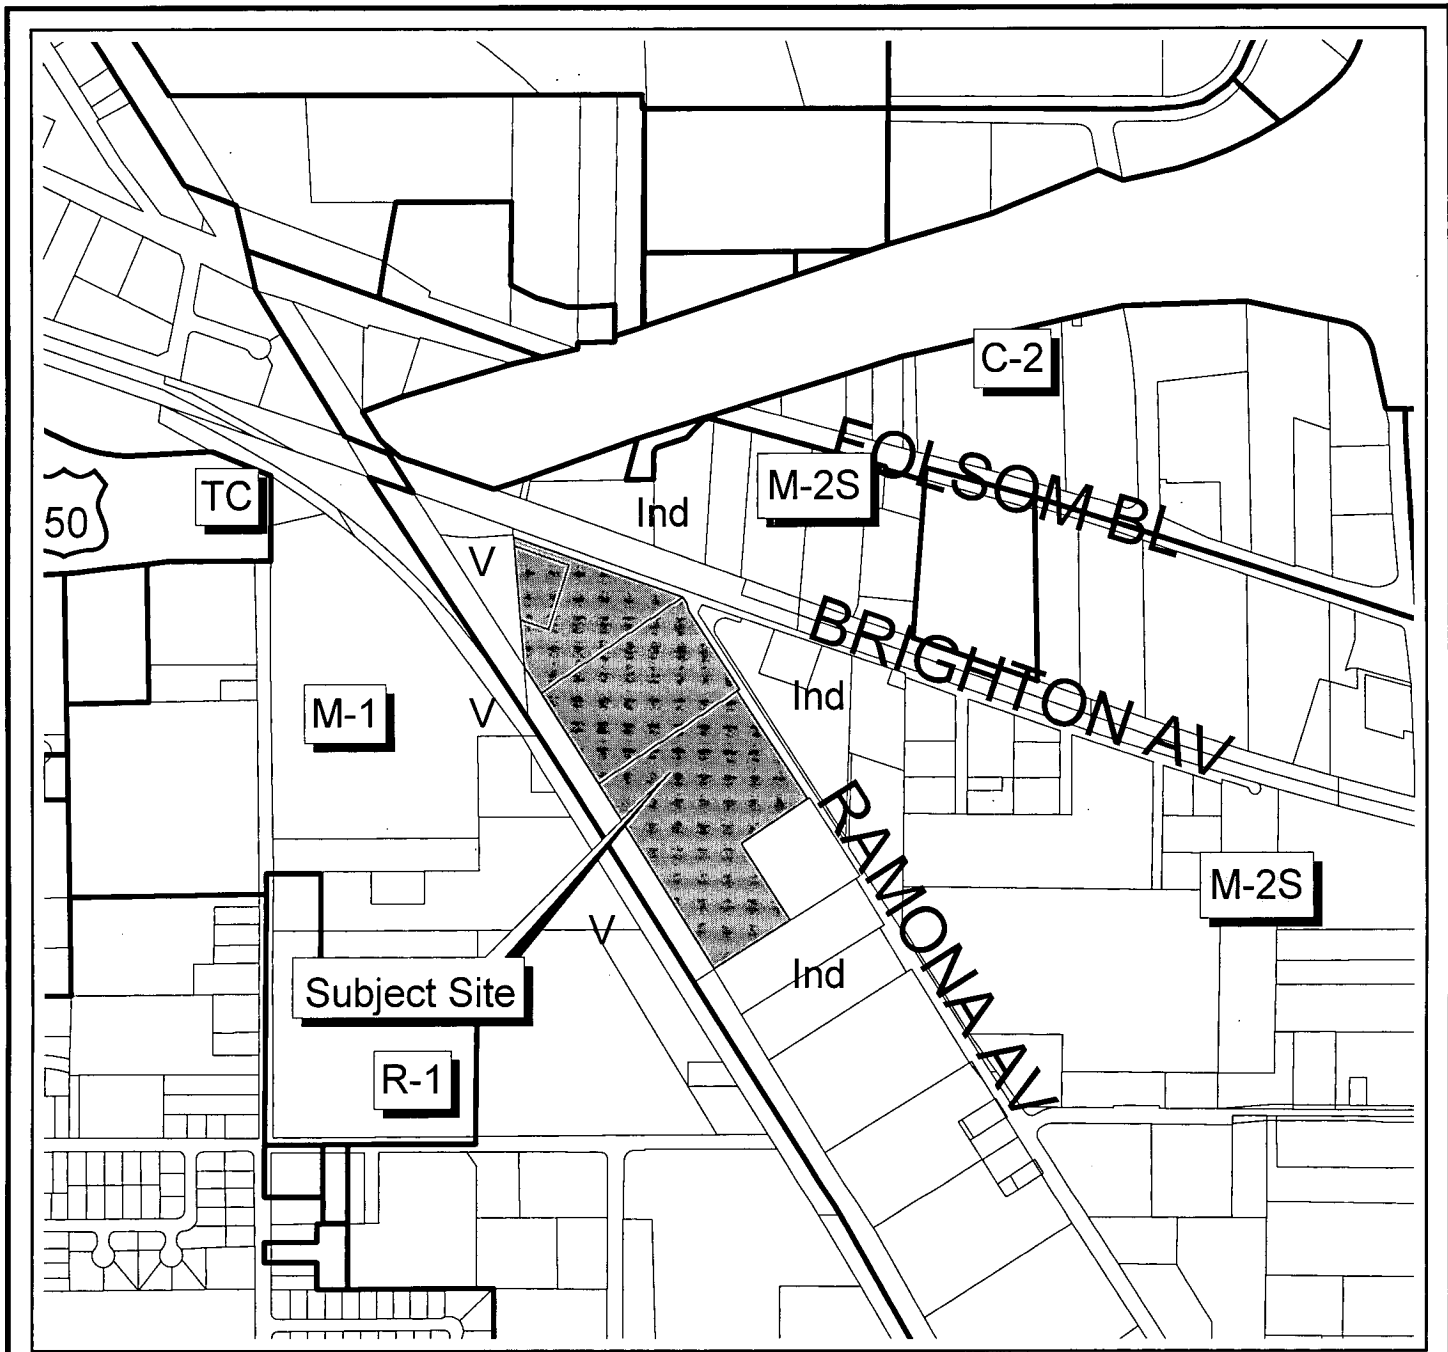 C-2
FOLSOM BL
TC
M-2S
50
Ind
V
BRIGHTON AV
M-1
V
Ind
RAMONA AV
M-2S
V
Ind
Subject Site
R-1